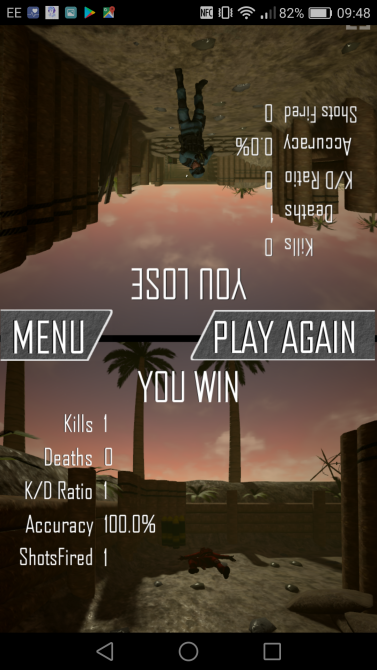 EE NFC 82% 09:48
Shots Fired 0
Accuracy 0.0%
K/D Ratio 0
Deaths 1
Kills 0
YOU LOSE
MENU PLAY AGAIN
YOU WIN
Kills 1
Deaths 0
K/D Ratio 1
Accuracy 100.0%
ShotsFired 1